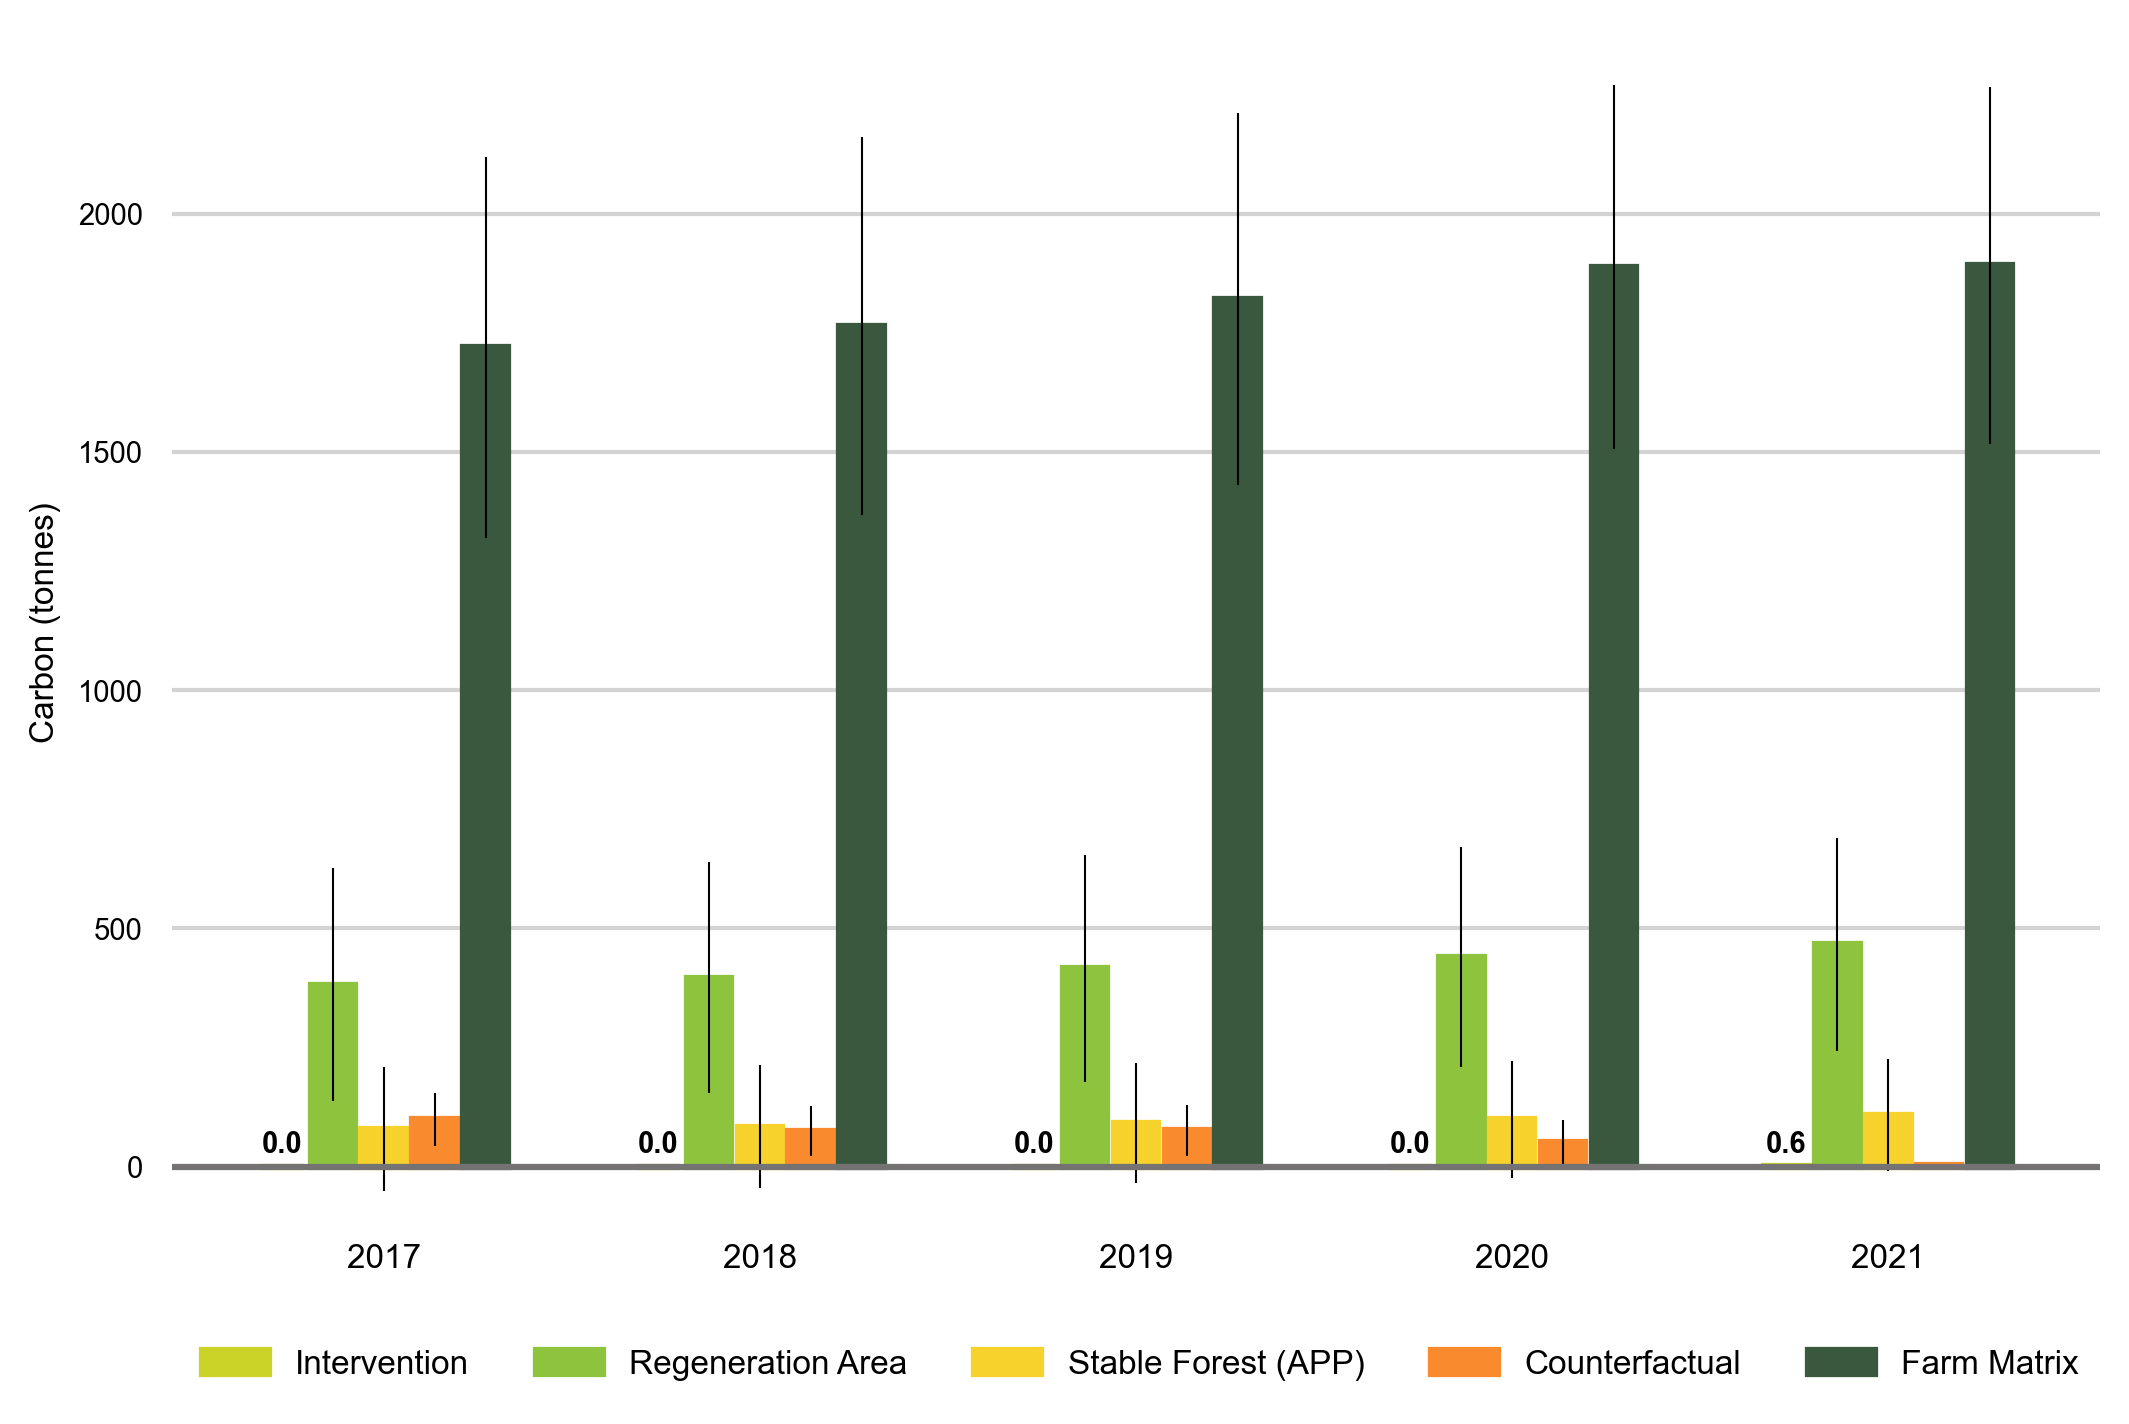 Carbon (tonnes)
2000
1500
1000
500
0
0.0
0.0
0.0
0.0
0.6
2017
2018
2019
2020
2021
Intervention
Regeneration Area
Stable Forest (APP)
Counterfactual
Farm Matrix